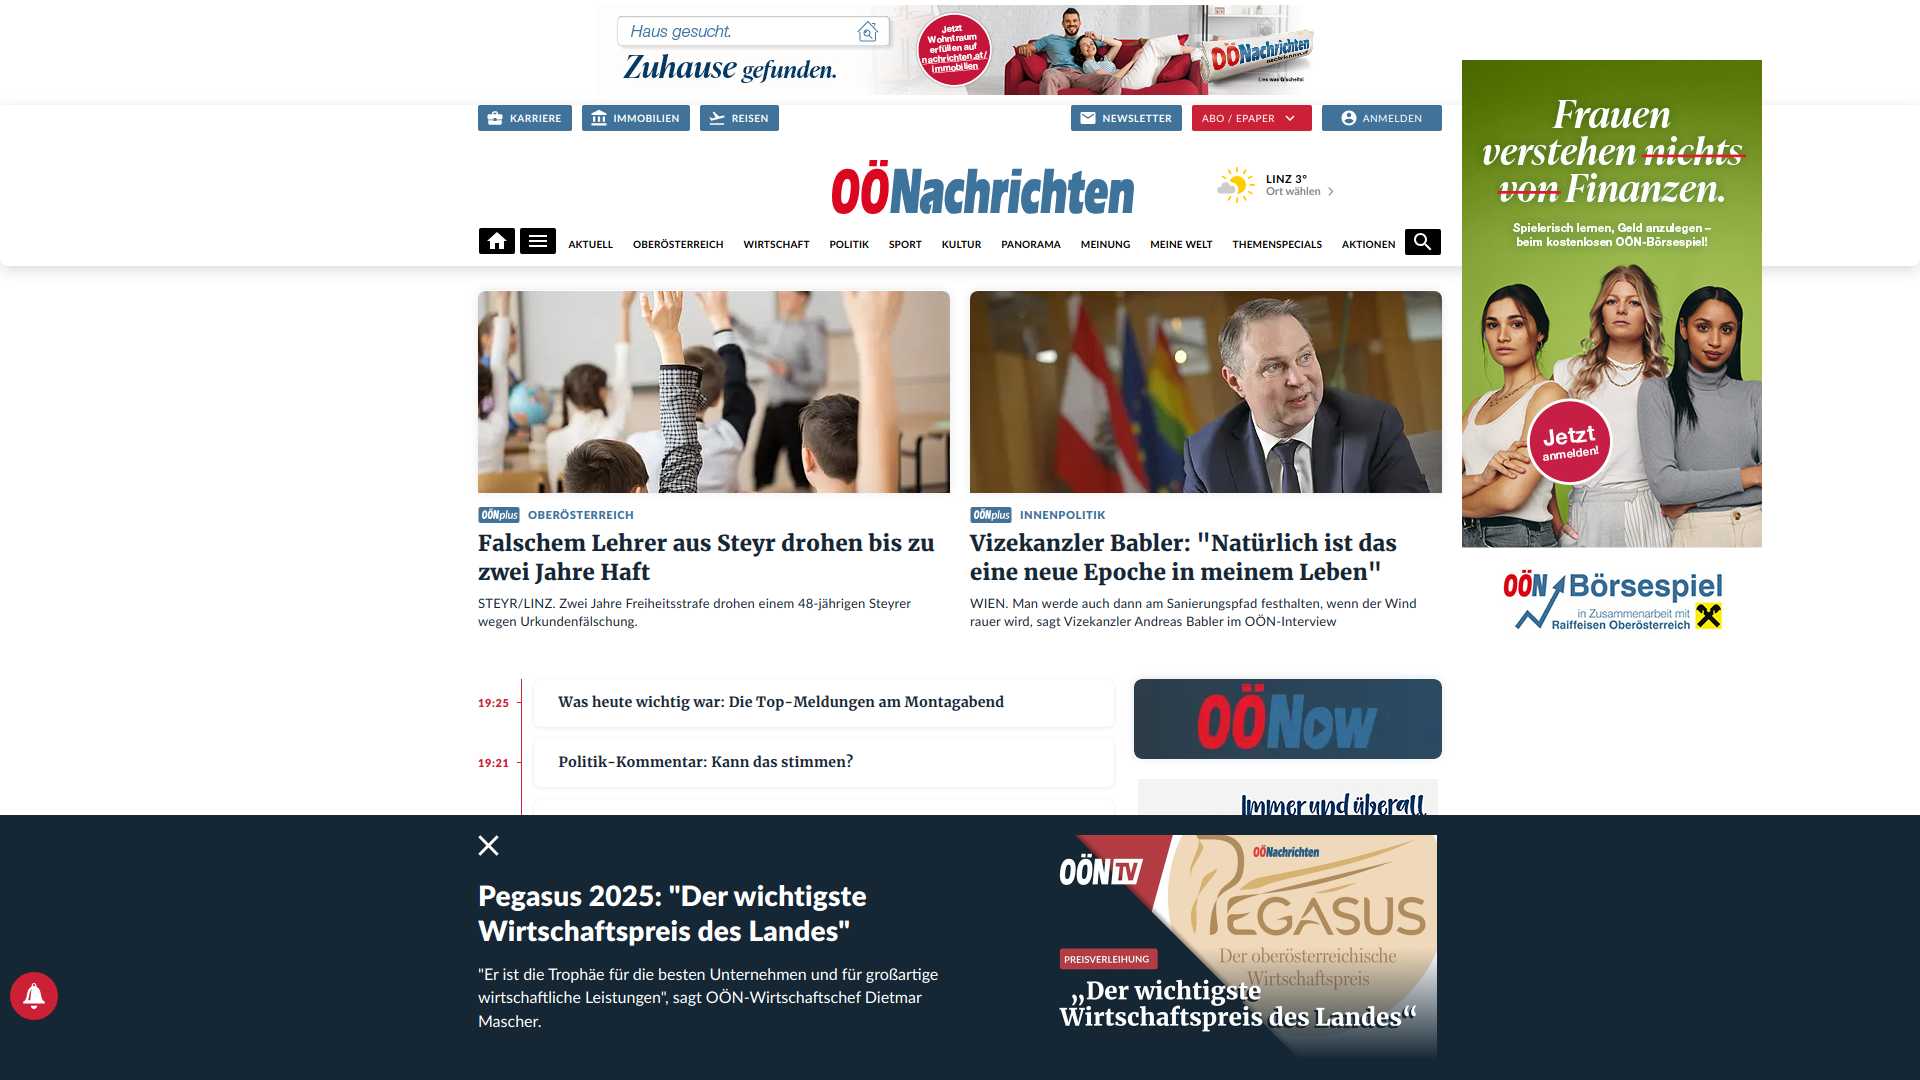 Haus gesucht.
Zuhause gefunden.
Jetzt
Wohntraum
erfüllen auf
nachrichten.at/
immobilien
OÖNachrichten
Lies was Gscheits!
KARRIERE
IMMOBILIEN
REISEN
NEWSLETTER
ABO / EPAPER
ANMELDEN
OÖNachrichten
LINZ 3°
Ort wählen
AKTUELL
OBERÖSTERREICH
WIRTSCHAFT
POLITIK
SPORT
KULTUR
PANORAMA
MEINUNG
MEINE WELT
THEMENSPECIALS
AKTIONEN
Frauen
verstehen nichts
von Finanzen.
Spielerisch lernen, Geld anzulegen –
beim kostenlosen OÖN-Börsespiel!
Jetzt
anmelden!
OÖN Börsespiel
in Zusammenarbeit mit
Raiffeisen Oberösterreich
OÖNplus OBERÖSTERREICH
Falschem Lehrer aus Steyr drohen bis zu
zwei Jahre Haft
STEYR/LINZ. Zwei Jahre Freiheitsstrafe drohen einem 48-jährigen Steyrer
wegen Urkundenfälschung.
OÖNplus INNENPOLITIK
Vizekanzler Babler: "Natürlich ist das
eine neue Epoche in meinem Leben"
WIEN. Man werde auch dann am Sanierungspfad festhalten, wenn der Wind
rauer wird, sagt Vizekanzler Andreas Babler im OÖN-Interview
19:25
Was heute wichtig war: Die Top-Meldungen am Montagabend
19:21
Politik-Kommentar: Kann das stimmen?
OÖNow
Immer und überall
Pegasus 2025: "Der wichtigste
Wirtschaftspreis des Landes"
"Er ist die Trophäe für die besten Unternehmen und für großartige
wirtschaftliche Leistungen", sagt OÖN-Wirtschaftschef Dietmar
Mascher.
OÖN TV
OÖNachrichten
PEGASUS
Der oberösterreichische
Wirtschaftspreis
PREISVERLEIHUNG
„Der wichtigste
Wirtschaftspreis des Landes“